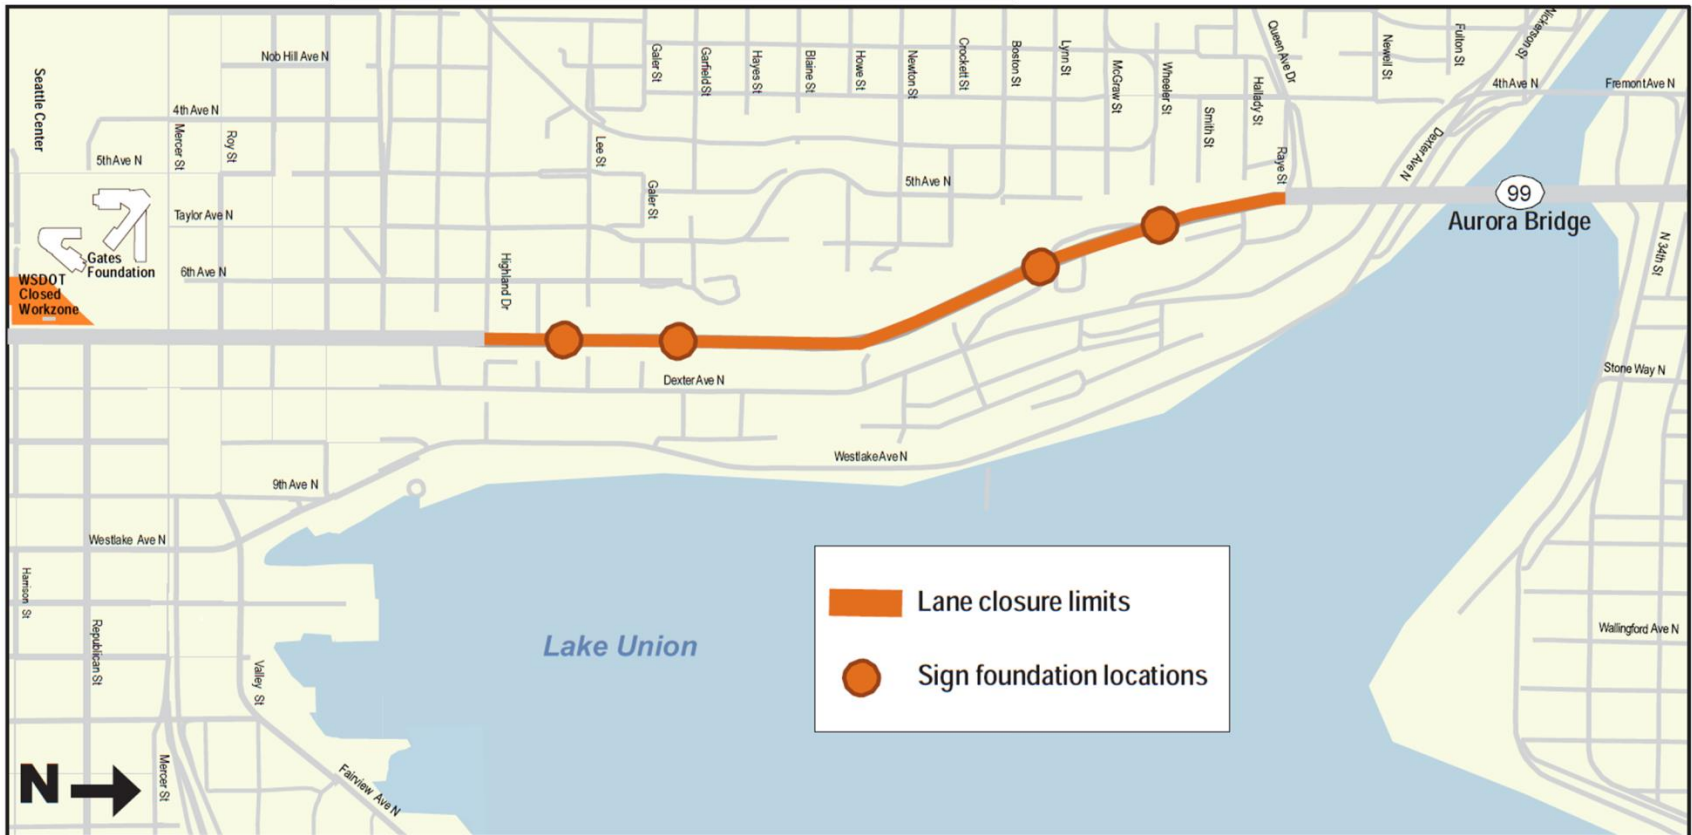 Seattle Center
Nob Hill Ave N
4th Ave N
Mercer St
Roy St
5th Ave N
Taylor Ave N
Gates
Foundation
6th Ave N
WSDOT
Closed
Workzone
Highland Dr
Lee St
Galer St
Galer St
Garfield St
Hayes St
Blaine St
Howe St
Newton St
Crockett St
Boston St
Lynn St
McGraw St
Wheeler St
Smith St
Hallady St
Queen Ave Dr
Raye St
Newell St
Fulton St
Nickerson St
4th Ave N
Fremont Ave N
Dexter Ave N
5th Ave N
99
Aurora Bridge
N 34th St
Stone Way N
Dexter Ave N
Westlake Ave N
9th Ave N
Westlake Ave N
Harrison St
Republican St
Valley St
Mercer St
Fairview Ave N
Wallingford Ave N
Lake Union
Lane closure limits
Sign foundation locations
N